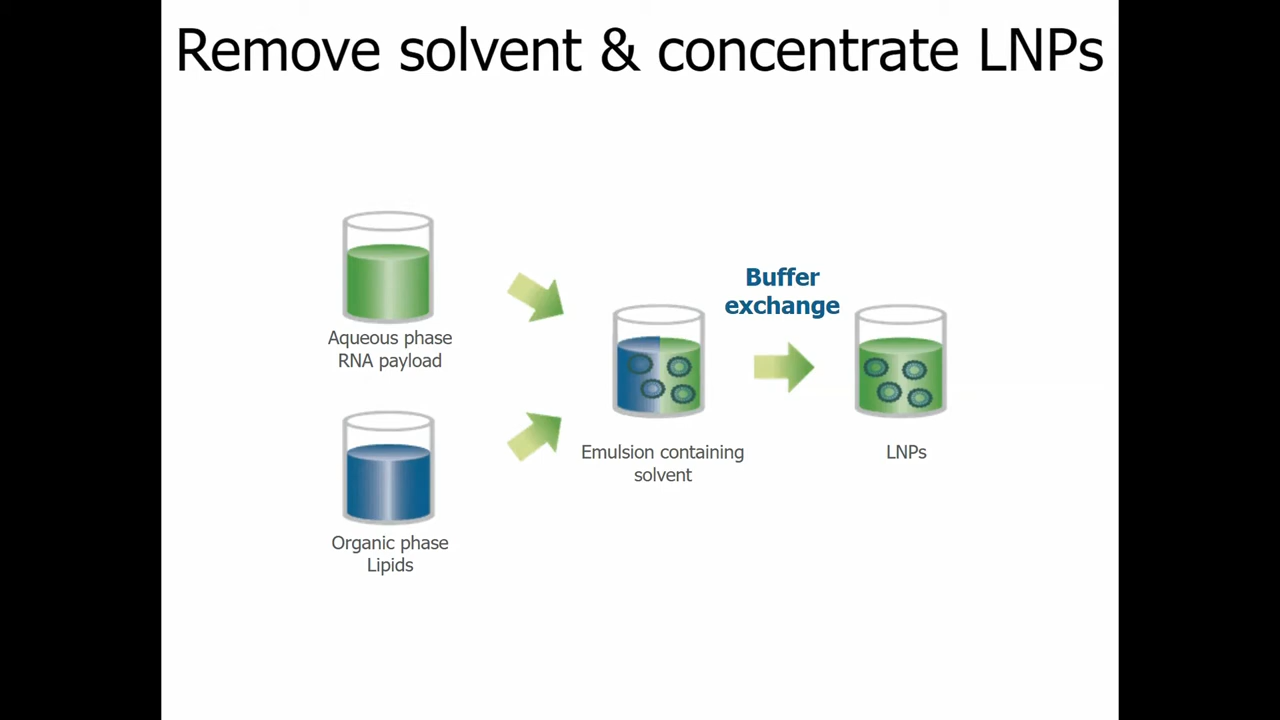 Remove solvent & concentrate LNPs
Aqueous phase
RNA payload
Organic phase
Lipids
Emulsion containing
solvent
Buffer
exchange
LNPs